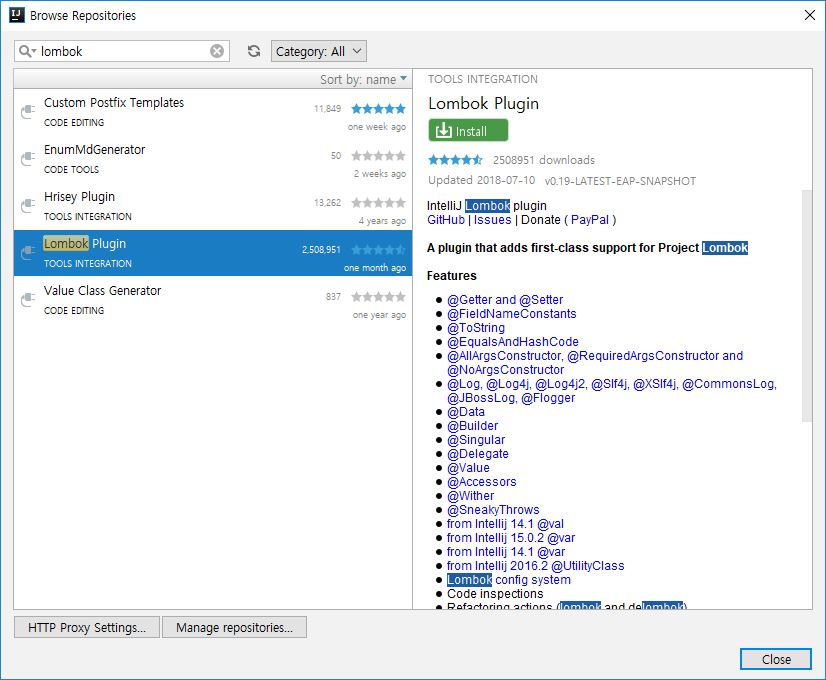 IJ Browse Repositories
lombok
Category: All
Sort by: name
Custom Postfix Templates
11,849
CODE EDITING
one week ago
EnumMdGenerator
50
CODE TOOLS
2 weeks ago
Hrisey Plugin
13,262
TOOLS INTEGRATION
4 years ago
Lombok Plugin
2,508,951
TOOLS INTEGRATION
one month ago
Value Class Generator
837
CODE EDITING
one year ago
TOOLS INTEGRATION
Lombok Plugin
Install
2508951 downloads
Updated 2018-07-10 v0.19-LATEST-EAP-SNAPSHOT
IntelliJ Lombok plugin
GitHub | Issues | Donate ( PayPal )
A plugin that adds first-class support for Project Lombok
Features
@Getter and @Setter
@FieldNameConstants
@ToString
@EqualsAndHashCode
@AllArgsConstructor, @RequiredArgsConstructor and
@NoArgsConstructor
@Log, @Log4j, @Log4j2, @Slf4j, @XSlf4j, @CommonsLog,
@JBossLog, @Flogger
@Data
@Builder
@Singular
@Delegate
@Value
@Accessors
@Wither
@SneakyThrows
from Intellij 14.1 @val
from Intellij 15.0.2 @var
from Intellij 14.1 @var
from Intellij 2016.2 @UtilityClass
Lombok config system
Code inspections
Refactoring actions (lombok and delombok)
HTTP Proxy Settings...
Manage repositories...
Close